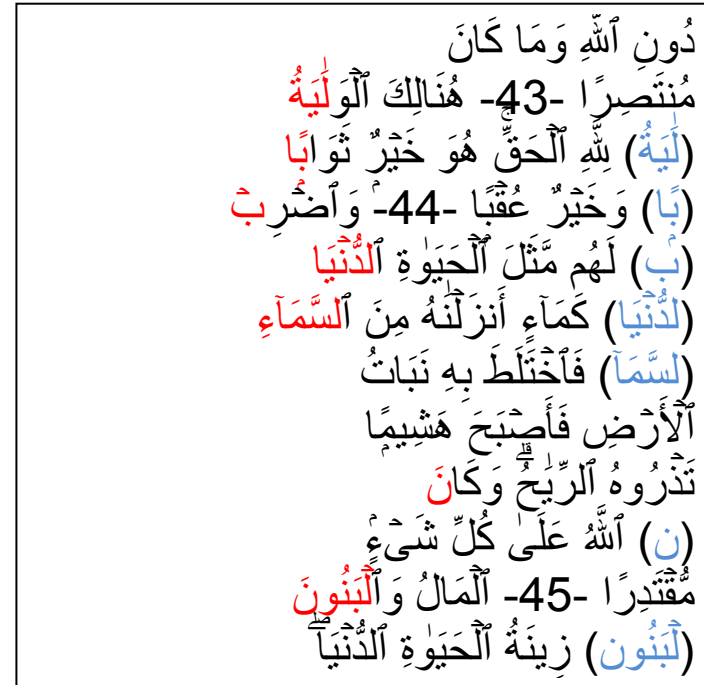 دُونِ ٱللَّهِ وَمَا كَانَ
مُنتَصِرًا -43- هُنَالِكَ ٱلۡوَلَٰيَةُ
(لَٰيَةُ) لِلَّهِ ٱلۡحَقِّۚ هُوَ خَيۡرٌ ثَوَابًا
(بًا) وَخَيۡرٌ عُقۡبًا -44- وَٱضۡرِبۡ
(ب) لَهُم مَّثَلَ ٱلۡحَيَوٰةِ ٱلدُّنۡيَا
(لدُّنۡيَا) كَمَآءٍ أَنزَلۡنَٰهُ مِنَ ٱلسَّمَآءِ
(لسَّمَآ) فَٱخۡتَلَطَ بِهِ نَبَاتُ
ٱلۡأَرۡضِ فَأَصۡبَحَ هَشِيمًا
تَذۡرُوهُ ٱلرِّيَٰحُۗ وَكَانَ
(ن) ٱللَّهُ عَلَىٰ كُلِّ شَيۡءٍ
مُّقۡتَدِرًا -45- ٱلۡمَالُ وَٱلۡبَنُونَ
(لۡبَنُون) زِينَةُ ٱلۡحَيَوٰةِ ٱلدُّنۡيَاۖ